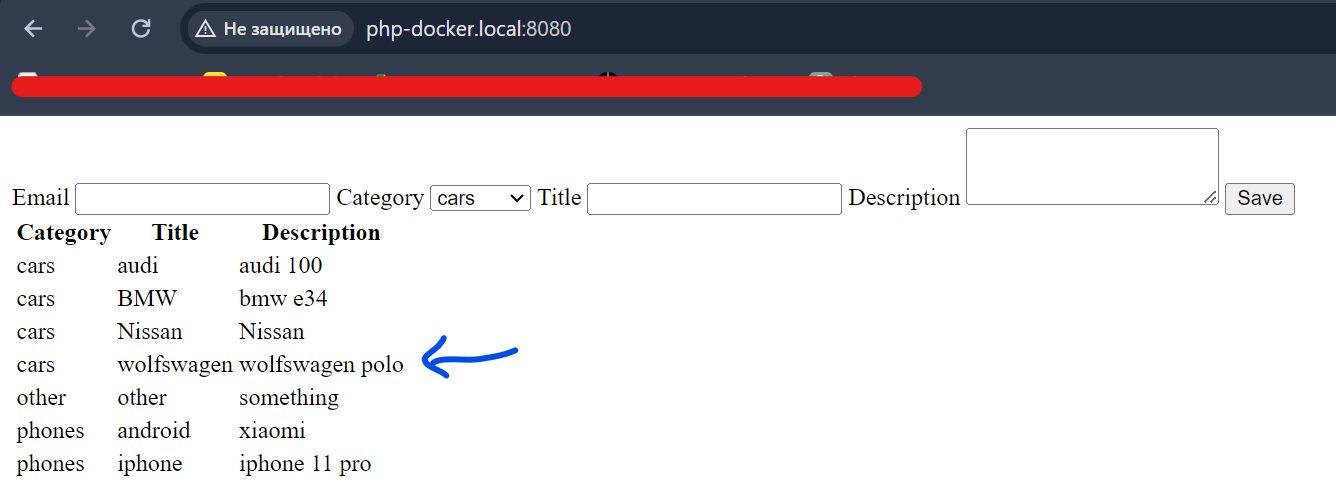 Не защищено php-docker.local:8080
Email Category cars Title Description Save
Category Title Description
cars audi audi 100
cars BMW bmw e34
cars Nissan Nissan
cars wolfswagen wolfswagen polo
other other something
phones android xiaomi
phones iphone iphone 11 pro